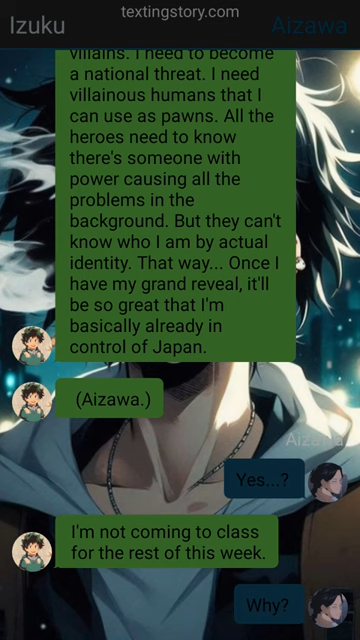 textingstory.com
Izuku
Aizawa
villains. I need to become
a national threat. I need
villainous humans that I
can use as pawns. All the
heroes need to know
there's someone with
power causing all the
problems in the
background. But they can't
know who I am by actual
identity. That way... Once I
have my grand reveal, it'll
be so great that I'm
basically already in
control of Japan.
(Aizawa.)
Aizawa
Yes...?
I'm not coming to class
for the rest of this week.
Why?